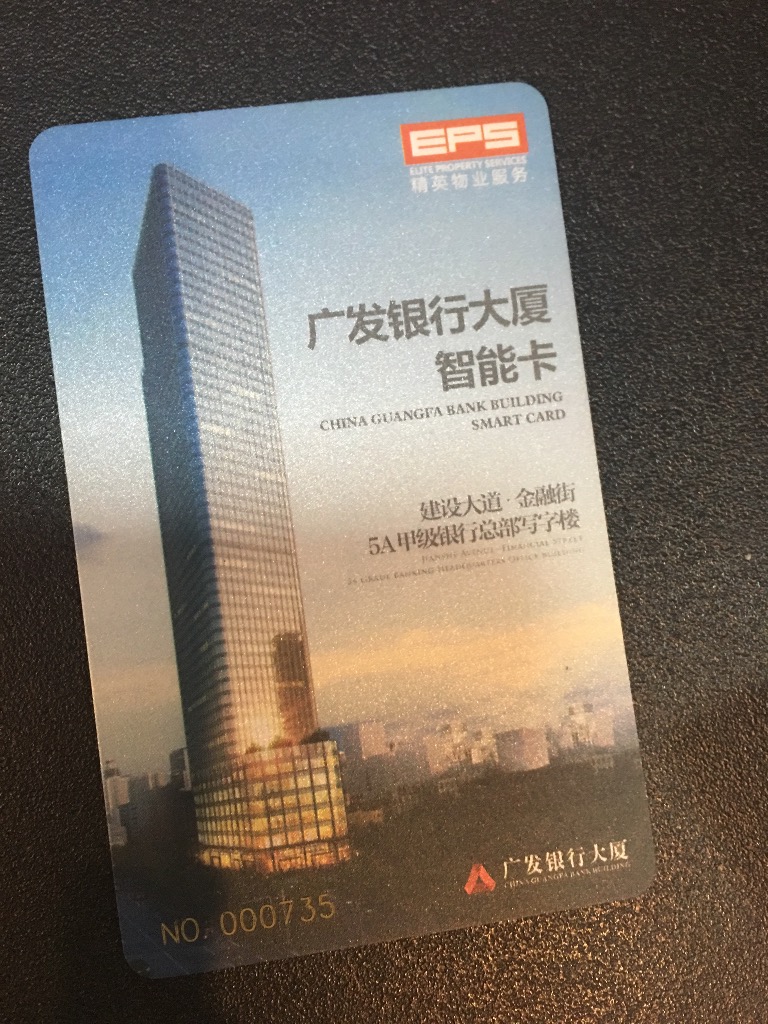 EPS
ELITE PROPERTY SERVICES
精英物业服务
广发银行大厦
智能卡
CHINA GUANGFA BANK BUILDING
SMART CARD
建设大道·金融街
5A甲级银行总部写字楼
JIANSHE AVENUE · FINANCIAL STREET
5A GRADE BANKING HEADQUARTERS OFFICE BUILDING
广发银行大厦
CHINA GUANGFA BANK BUILDING
NO. 000735